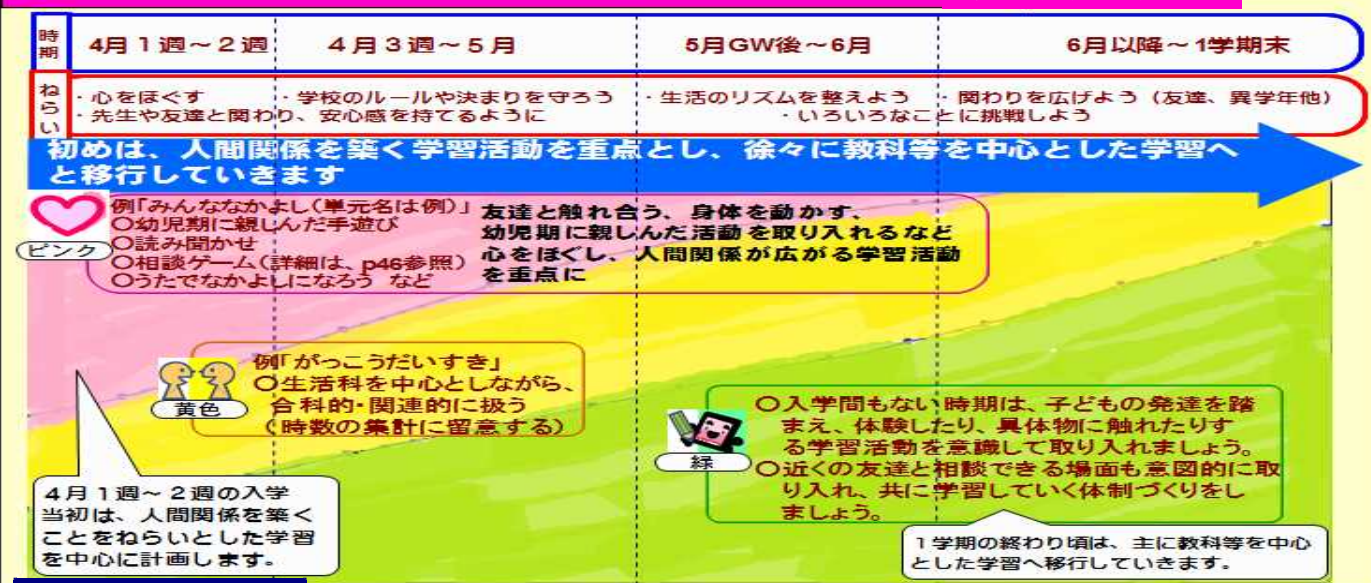 時期
4月1週～2週 4月3週～5月 5月GW後～6月 6月以降～1学期末
ねらい
・心をほぐす ・学校のルールや決まりを守ろう ・生活のリズムを整えよう ・関わりを広げよう（友達、異学年他）
・先生や友達と関わり、安心感を持てるように ・いろいろなことに挑戦しよう
初めは、人間関係を築く学習活動を重点とし、徐々に教科等を中心とした学習へ
と移行していきます
ピンク
例「みんななかよし（単元名は例）」
〇幼児期に親しんだ手遊び
〇読み聞かせ
〇相談ゲーム（詳細は、p46参照）
〇うたでなかよしになろう など
友達と触れ合う、身体を動かす、
幼児期に親しんだ活動を取り入れるなど
心をほぐし、人間関係が広がる学習活動
を重点に
黄色
例「がっこうだいすき」
〇生活科を中心としながら、
合科的・関連的に扱う
（時数の集計に留意する）
緑
〇入学間もない時期は、子どもの発達を踏
まえ、体験したり、具体物に触れたりす
る学習活動を意識して取り入れましょう。
〇近くの友達と相談できる場面も意図的に取
り入れ、共に学習していく体制づくりをし
ましょう。
4月1週～2週の入学
当初は、人間関係を築く
ことをねらいとした学習
を中心に計画します。
1学期の終わり頃は、主に教科等を中心
とした学習へ移行していきます。